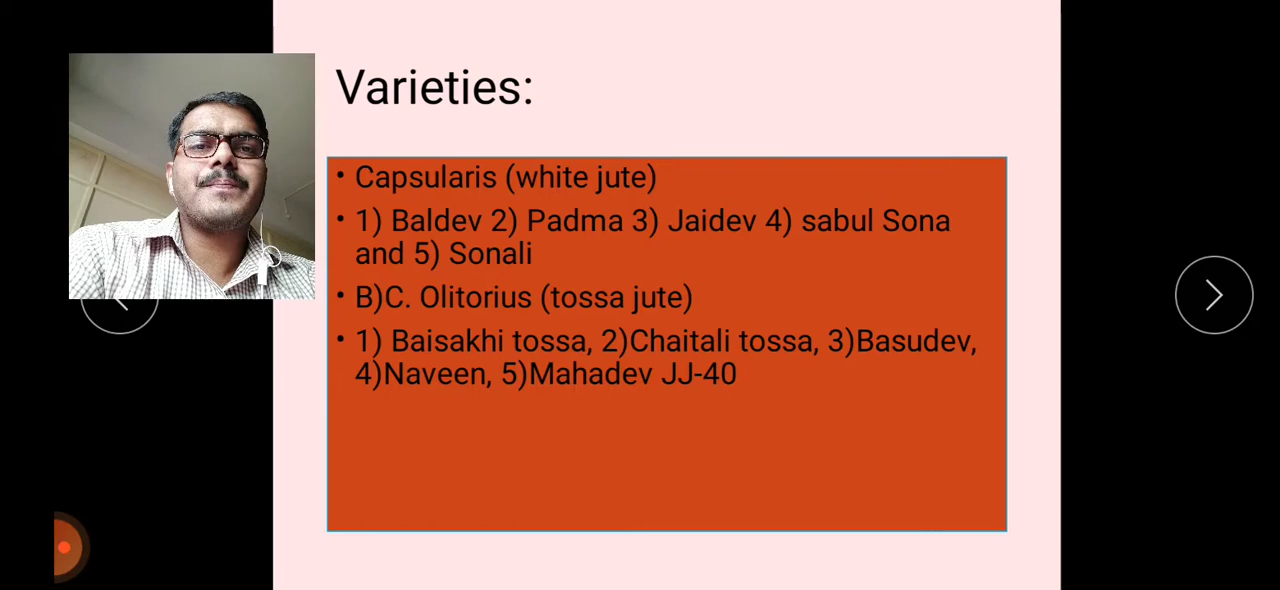 Varieties:
• Capsularis (white jute)
• 1) Baldev 2) Padma 3) Jaidev 4) sabul Sona
and 5) Sonali
• B)C. Olitorius (tossa jute)
• 1) Baisakhi tossa, 2)Chaitali tossa, 3)Basudev,
4)Naveen, 5)Mahadev JJ-40